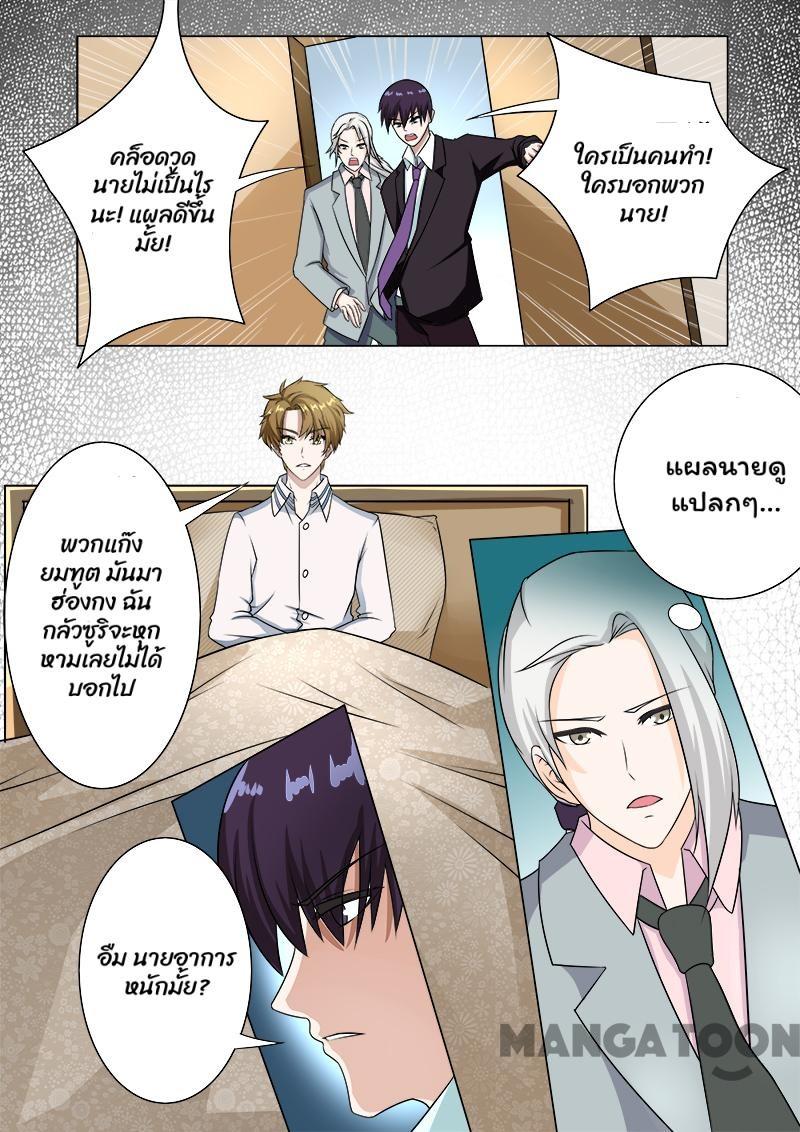 คล็อดวูด
นายไม่เป็นไร
นะ! แผลดีขึ้น
มั้ย!
ใครเป็นคนทำ!
ใครบอกพวก
นาย!
แผลนายดู
แปลกๆ...
พวกแก๊ง
ยมทูต มันมา
ฮ่องกง ฉัน
กลัวซูริจะหุก
หามเลยไม่ได้
บอกไป
อืม นายอาการ
หนักมั้ย?
MANGA TOON